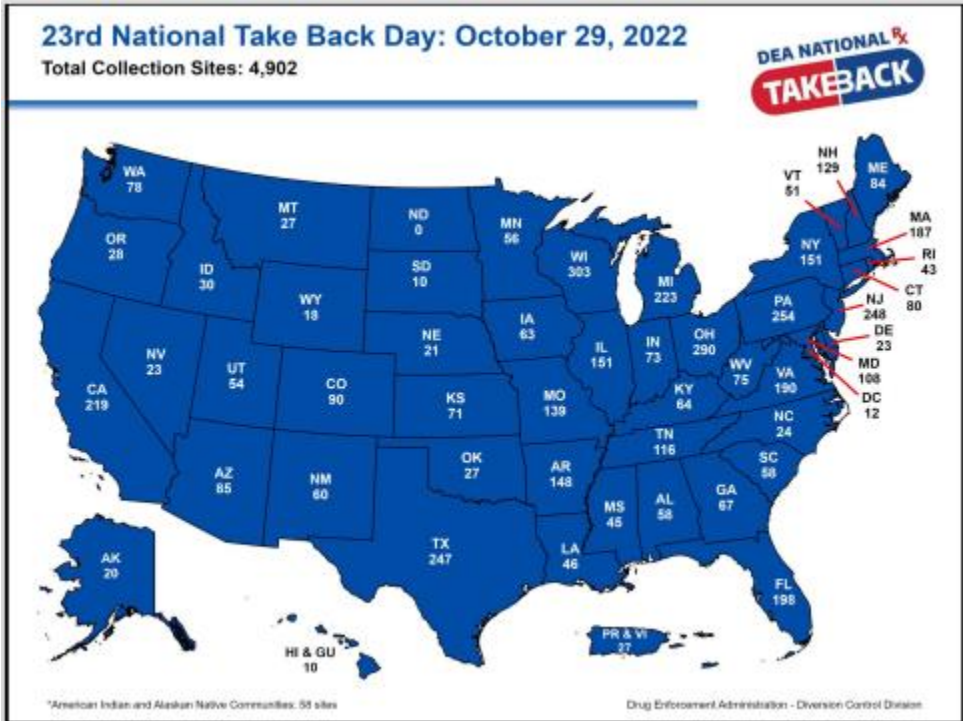 23rd National Take Back Day: October 29, 2022
Total Collection Sites: 4,902
DEA NATIONAL Rx
TAKEBACK
WA
78
OR
28
ID
30
MT
27
ND
0
SD
10
WY
18
NE
21
NV
23
UT
54
CO
90
KS
71
CA
219
AZ
85
NM
60
OK
27
TX
247
MN
56
IA
63
MO
139
AR
148
LA
46
WI
303
IL
151
MI
223
IN
73
OH
290
KY
64
TN
116
MS
45
AL
58
GA
67
FL
198
SC
58
NC
24
VA
190
WV
75
PA
254
NY
151
VT
51
NH
129
ME
84
MA
187
RI
43
CT
80
NJ
248
DE
23
MD
108
DC
12
AK
20
HI & GU
10
PR & VI
27
*American Indian and Alaskan Native Communities: 58 sites
Drug Enforcement Administration - Diversion Control Division